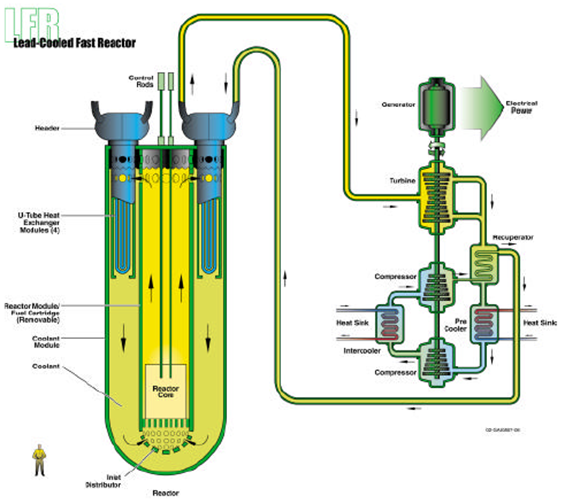 LFR
Lead-Cooled Fast Reactor
Control
Rods
Header
U-Tube Heat
Exchanger
Modules (4)
Reactor Module/
Fuel Cartridge
(Removable)
Coolant
Module
Coolant
Reactor
Core
Inlet
Distributor
Reactor
Generator
Electrical
Power
Turbine
Recuperator
Compressor
Heat Sink
Intercooler
Pre
Cooler
Heat Sink
Compressor